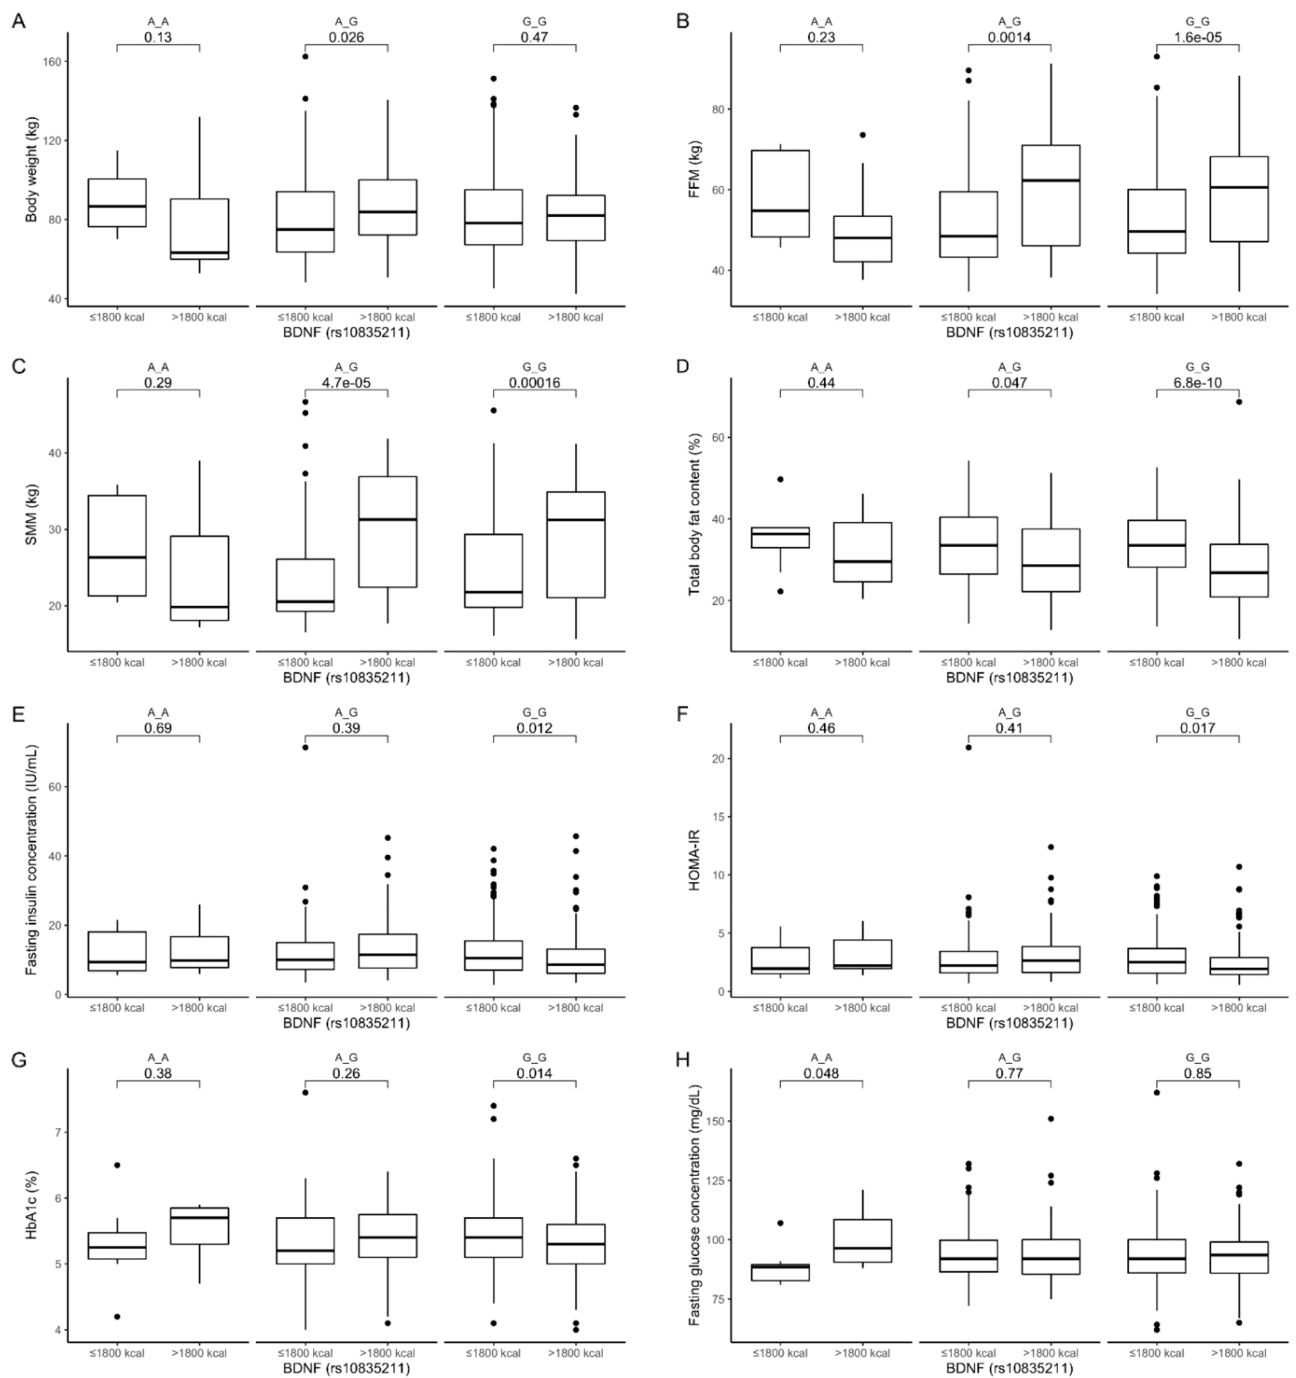 A
A_A
A_G
G_G
0.13
0.026
0.47
Body weight (kg)
160
120
80
40
≤1800 kcal
>1800 kcal
≤1800 kcal
>1800 kcal
≤1800 kcal
>1800 kcal
BDNF (rs10835211)
B
A_A
A_G
G_G
0.23
0.0014
1.6e-05
FFM (kg)
80
60
40
≤1800 kcal
>1800 kcal
≤1800 kcal
>1800 kcal
≤1800 kcal
>1800 kcal
BDNF (rs10835211)
C
A_A
A_G
G_G
0.29
4.7e-05
0.00016
SMM (kg)
40
30
20
≤1800 kcal
>1800 kcal
≤1800 kcal
>1800 kcal
≤1800 kcal
>1800 kcal
BDNF (rs10835211)
D
A_A
A_G
G_G
0.44
0.047
6.8e-10
Total body fat content (%)
60
40
20
≤1800 kcal
>1800 kcal
≤1800 kcal
>1800 kcal
≤1800 kcal
>1800 kcal
BDNF (rs10835211)
E
A_A
A_G
G_G
0.69
0.39
0.012
Fasting insulin concentration (IU/mL)
60
40
20
0
≤1800 kcal
>1800 kcal
≤1800 kcal
>1800 kcal
≤1800 kcal
>1800 kcal
BDNF (rs10835211)
F
A_A
A_G
G_G
0.46
0.41
0.017
HOMA-IR
20
15
10
5
0
≤1800 kcal
>1800 kcal
≤1800 kcal
>1800 kcal
≤1800 kcal
>1800 kcal
BDNF (rs10835211)
G
A_A
A_G
G_G
0.38
0.26
0.014
HbA1c (%)
7
6
5
4
≤1800 kcal
>1800 kcal
≤1800 kcal
>1800 kcal
≤1800 kcal
>1800 kcal
BDNF (rs10835211)
H
A_A
A_G
G_G
0.048
0.77
0.85
Fasting glucose concentration (mg/dL)
150
125
100
75
≤1800 kcal
>1800 kcal
≤1800 kcal
>1800 kcal
≤1800 kcal
>1800 kcal
BDNF (rs10835211)